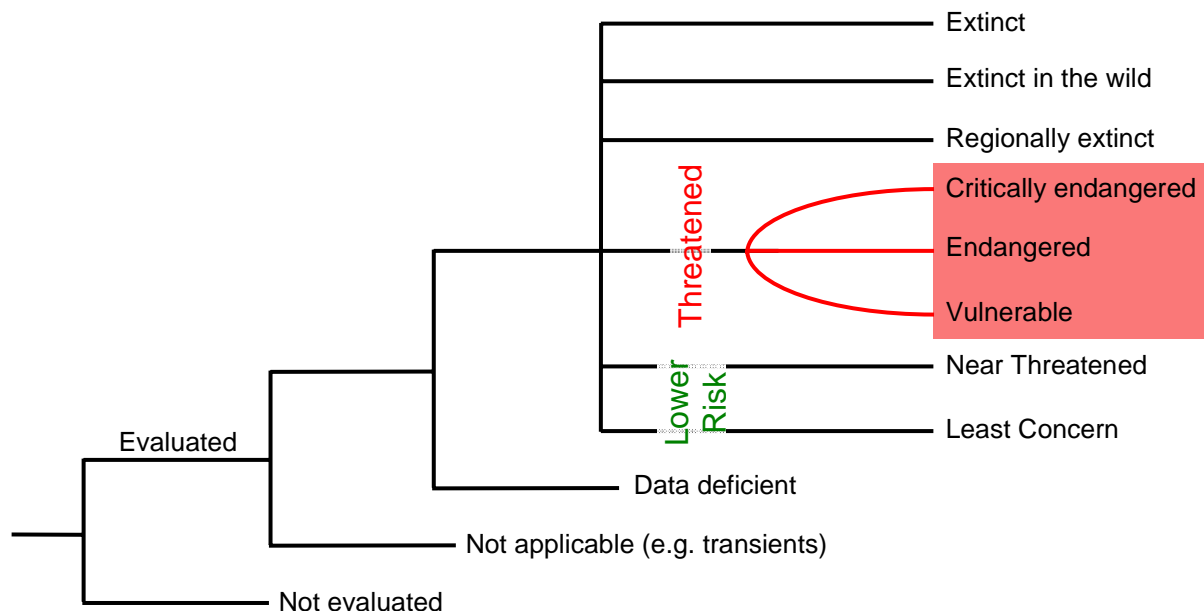 Extinct
Extinct in the wild
Regionally extinct
Threatened
Critically endangered
Endangered
Vulnerable
Near Threatened
Lower
Risk
Least Concern
Evaluated
Data deficient
Not applicable (e.g. transients)
Not evaluated